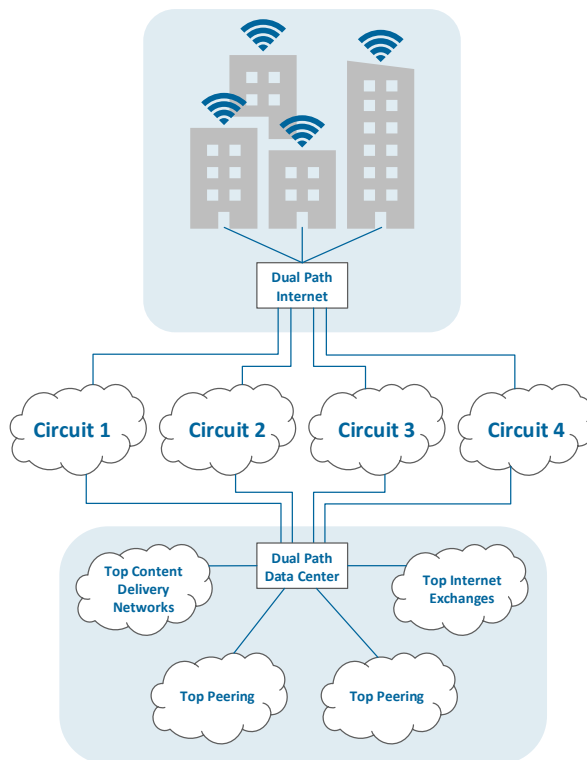 Dual Path
Internet
Circuit 1
Circuit 2
Circuit 3
Circuit 4
Dual Path
Data Center
Top Content
Delivery
Networks
Top Internet
Exchanges
Top Peering
Top Peering